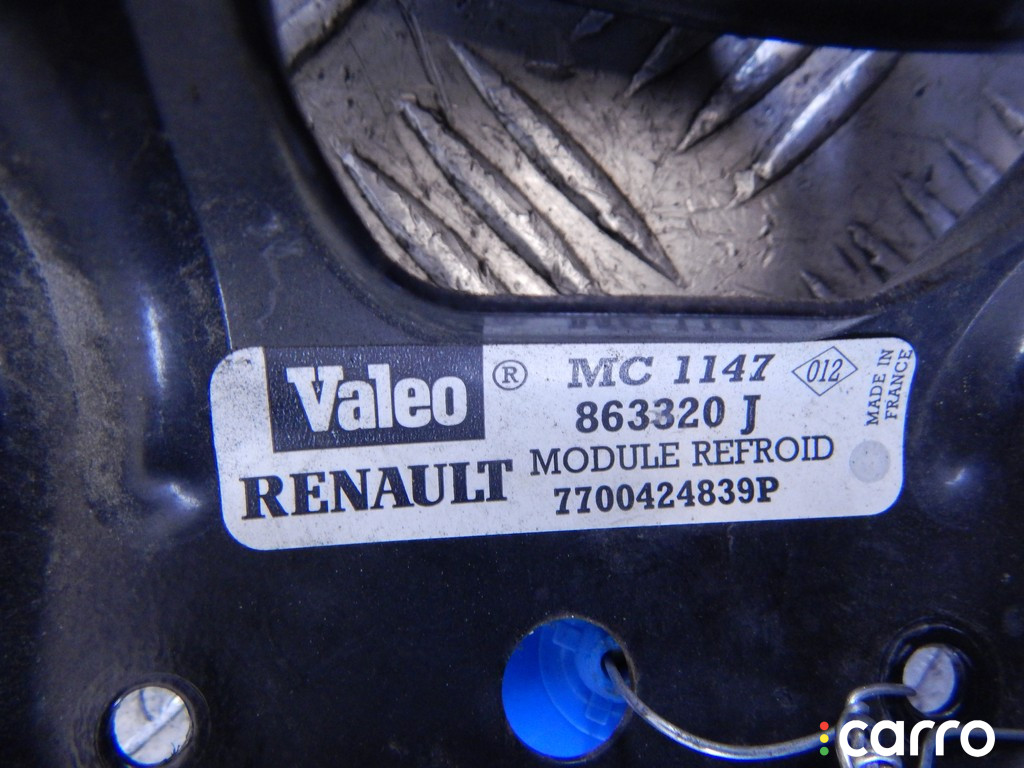 Valeo ® MC 1147 012
863320 J
MADE IN
FRANCE
MODULE REFROID
RENAULT 7700424839P
carro